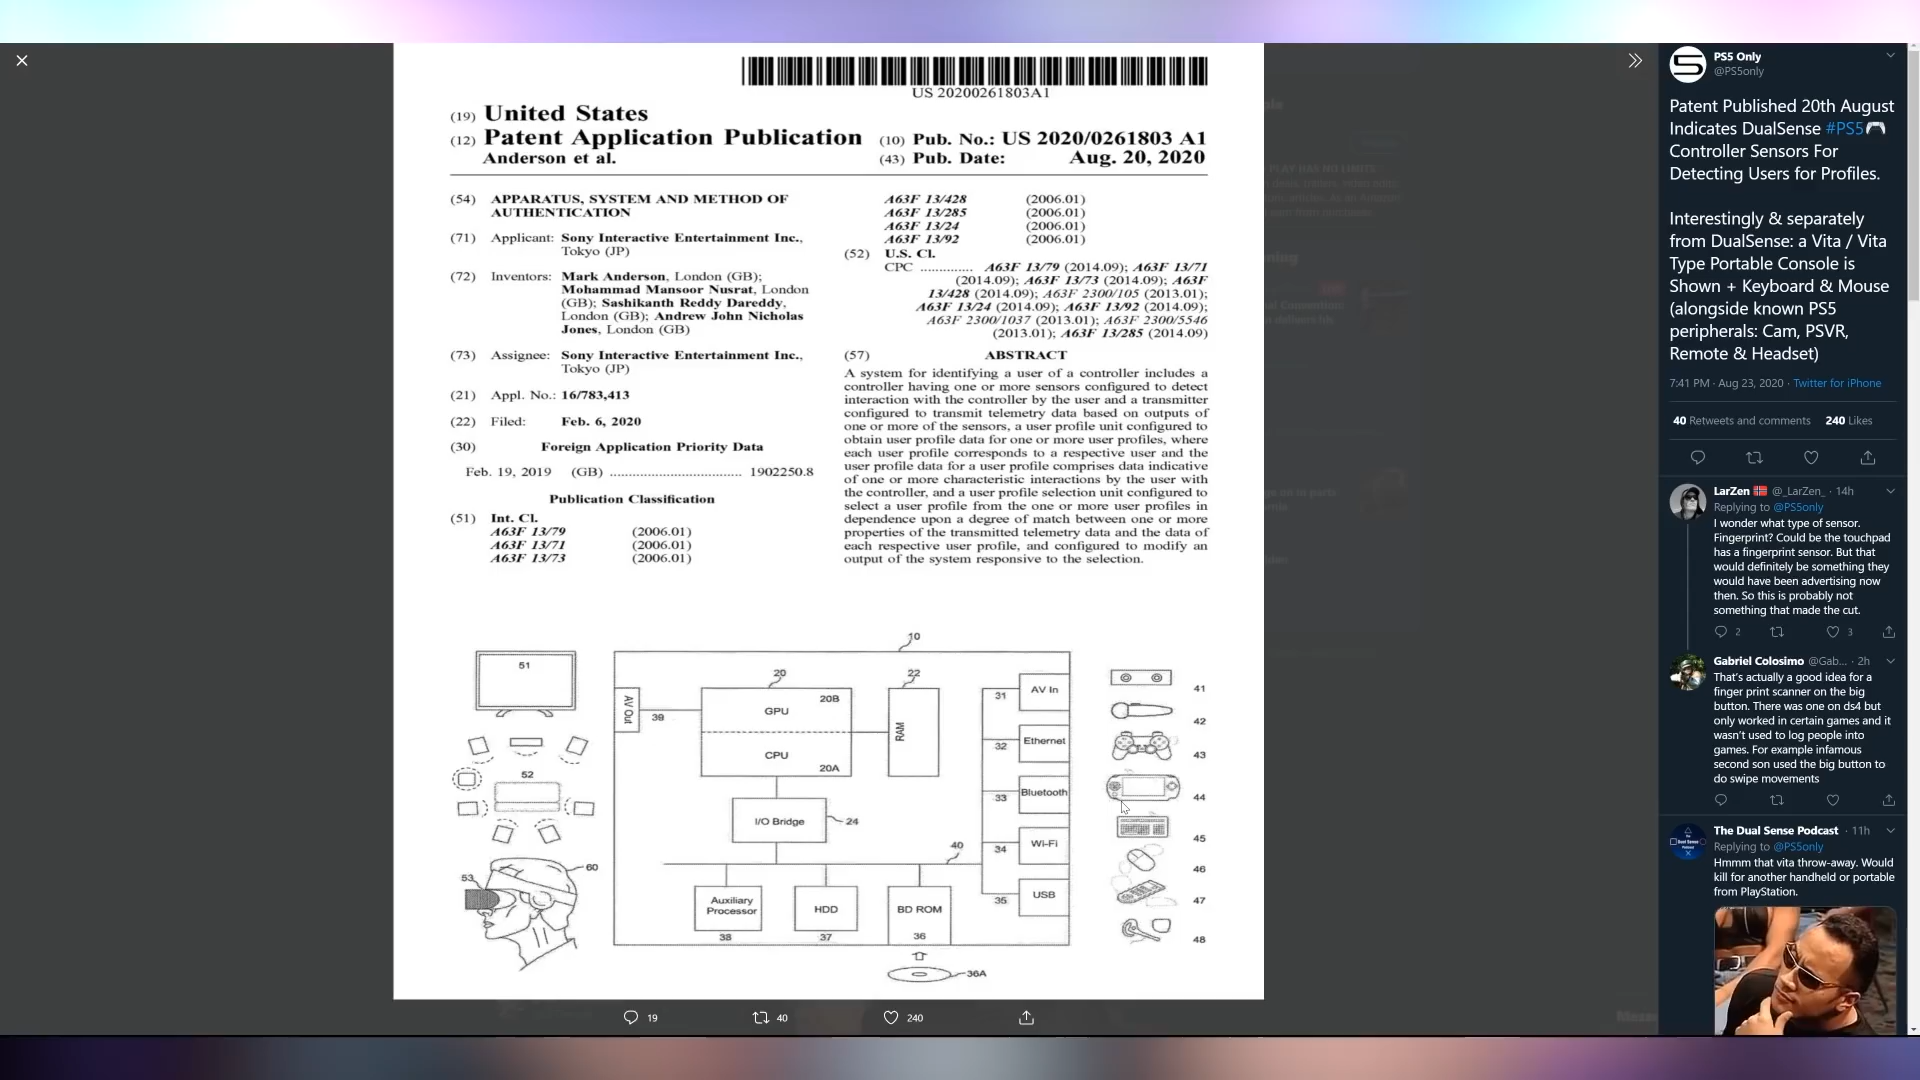 US 20200261803A1
(19) United States
(12) Patent Application Publication
Anderson et al.
(10) Pub. No.: US 2020/0261803 A1
(43) Pub. Date: Aug. 20, 2020
(54) APPARATUS, SYSTEM AND METHOD OF
AUTHENTICATION
(71) Applicant: Sony Interactive Entertainment Inc.,
Tokyo (JP)
(72) Inventors: Mark Anderson, London (GB);
Mohammad Mansoor Nusrat, London
(GB); Sashikanth Reddy Dareddy,
London (GB); Andrew John Nicholas
Jones, London (GB)
(73) Assignee: Sony Interactive Entertainment Inc.,
Tokyo (JP)
(21) Appl. No.: 16/783,413
(22) Filed: Feb. 6, 2020
(30) Foreign Application Priority Data
Feb. 19, 2019 (GB) .................................... 1902250.8
Publication Classification
(51) Int. Cl.
A63F 13/79 (2006.01)
A63F 13/71 (2006.01)
A63F 13/73 (2006.01)
A63F 13/428 (2006.01)
A63F 13/285 (2006.01)
A63F 13/24 (2006.01)
A63F 13/92 (2006.01)
(52) U.S. Cl.
CPC ............. A63F 13/79 (2014.09); A63F 13/71
(2014.09); A63F 13/73 (2014.09); A63F
13/428 (2014.09); A63F 2300/105 (2013.01);
A63F 13/24 (2014.09); A63F 13/92 (2014.09);
A63F 2300/1037 (2013.01); A63F 2300/5546
(2013.01); A63F 13/285 (2014.09)
(57) ABSTRACT
A system for identifying a user of a controller includes a
controller having one or more sensors configured to detect
interaction with the controller by the user and a transmitter
configured to transmit telemetry data based on outputs of
one or more of the sensors, a user profile unit configured to
obtain user profile data for one or more user profiles, where
each user profile corresponds to a respective user and the
user profile data for a user profile comprises data indicative
of one or more characteristic interactions by the user with
the controller, and a user profile selection unit configured to
select a user profile from the one or more user profiles in
dependence upon a degree of match between one or more
properties of the transmitted telemetry data and the data of
each respective user profile, and configured to modify an
output of the system responsive to the selection.
10
51
20
22
20B
GPU
AV Out
39
RAM
CPU
20A
31
AV In
32
Ethernet
33
Bluetooth
34
Wi-Fi
35
USB
52
I/O Bridge
24
40
53
60
Auxiliary
Processor
38
HDD
37
BD ROM
36
36A
41
42
43
44
45
46
47
48
19
40
240
PS5 Only
@PS5only
Patent Published 20th August
Indicates DualSense #PS5🎮
Controller Sensors For
Detecting Users for Profiles.
Interestingly & separately
from DualSense: a Vita / Vita
Type Portable Console is
Shown + Keyboard & Mouse
(alongside known PS5
peripherals: Cam, PSVR,
Remote & Headset)
7:41 PM · Aug 23, 2020 · Twitter for iPhone
40 Retweets and comments 240 Likes
LarZen 🇳🇴 @_LarZen_ · 14h
Replying to @PS5only
I wonder what type of sensor.
Fingerprint? Could be the touchpad
has a fingerprint sensor. But that
would definitely be something they
would have been advertising now
then. So this is probably not
something that made the cut.
2
3
Gabriel Colosimo @Gab... · 2h
That's actually a good idea for a
finger print scanner on the big
button. There was one on ds4 but
only worked in certain games and it
wasn't used to log people into
games. For example infamous
second son used the big button to
do swipe movements
The Dual Sense Podcast · 11h
Replying to @PS5only
Hmmm that vita throw-away. Would
kill for another handheld or portable
from PlayStation.